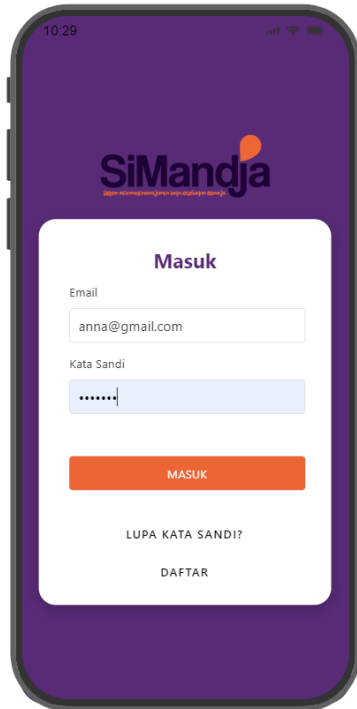 10:29
SiMandja
Masuk
Email
anna@gmail.com
Kata Sandi
•••••••
MASUK
LUPA KATA SANDI?
DAFTAR